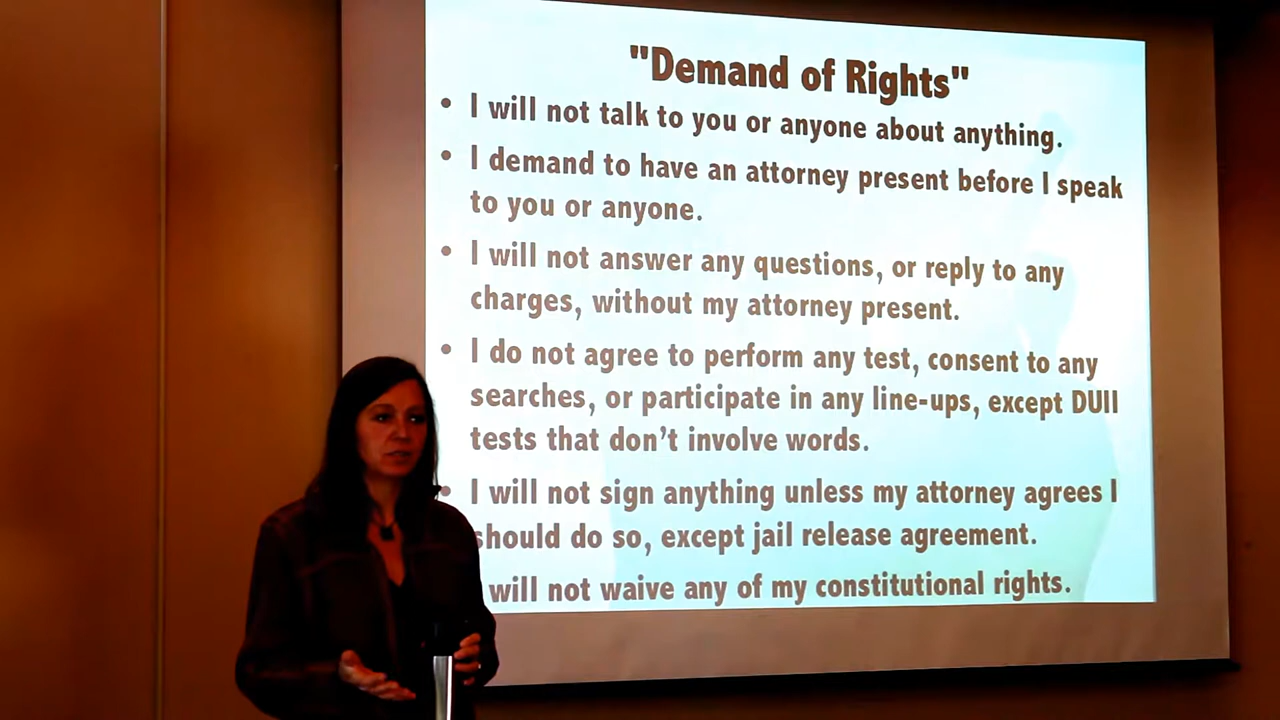 "Demand of Rights"
• I will not talk to you or anyone about anything.
• I demand to have an attorney present before I speak
to you or anyone.
• I will not answer any questions, or reply to any
charges, without my attorney present.
• I do not agree to perform any test, consent to any
searches, or participate in any line-ups, except DUII
tests that don't involve words.
• I will not sign anything unless my attorney agrees I
should do so, except jail release agreement.
will not waive any of my constitutional rights.